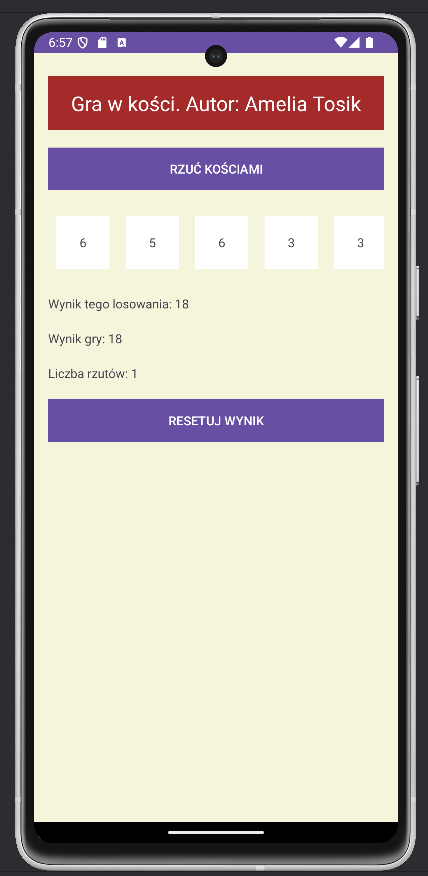 6:57
A
Gra w kości. Autor: Amelia Tosik
RZUĆ KOŚCIAMI
6 5 6 3 3
Wynik tego losowania: 18
Wynik gry: 18
Liczba rzutów: 1
RESETUJ WYNIK